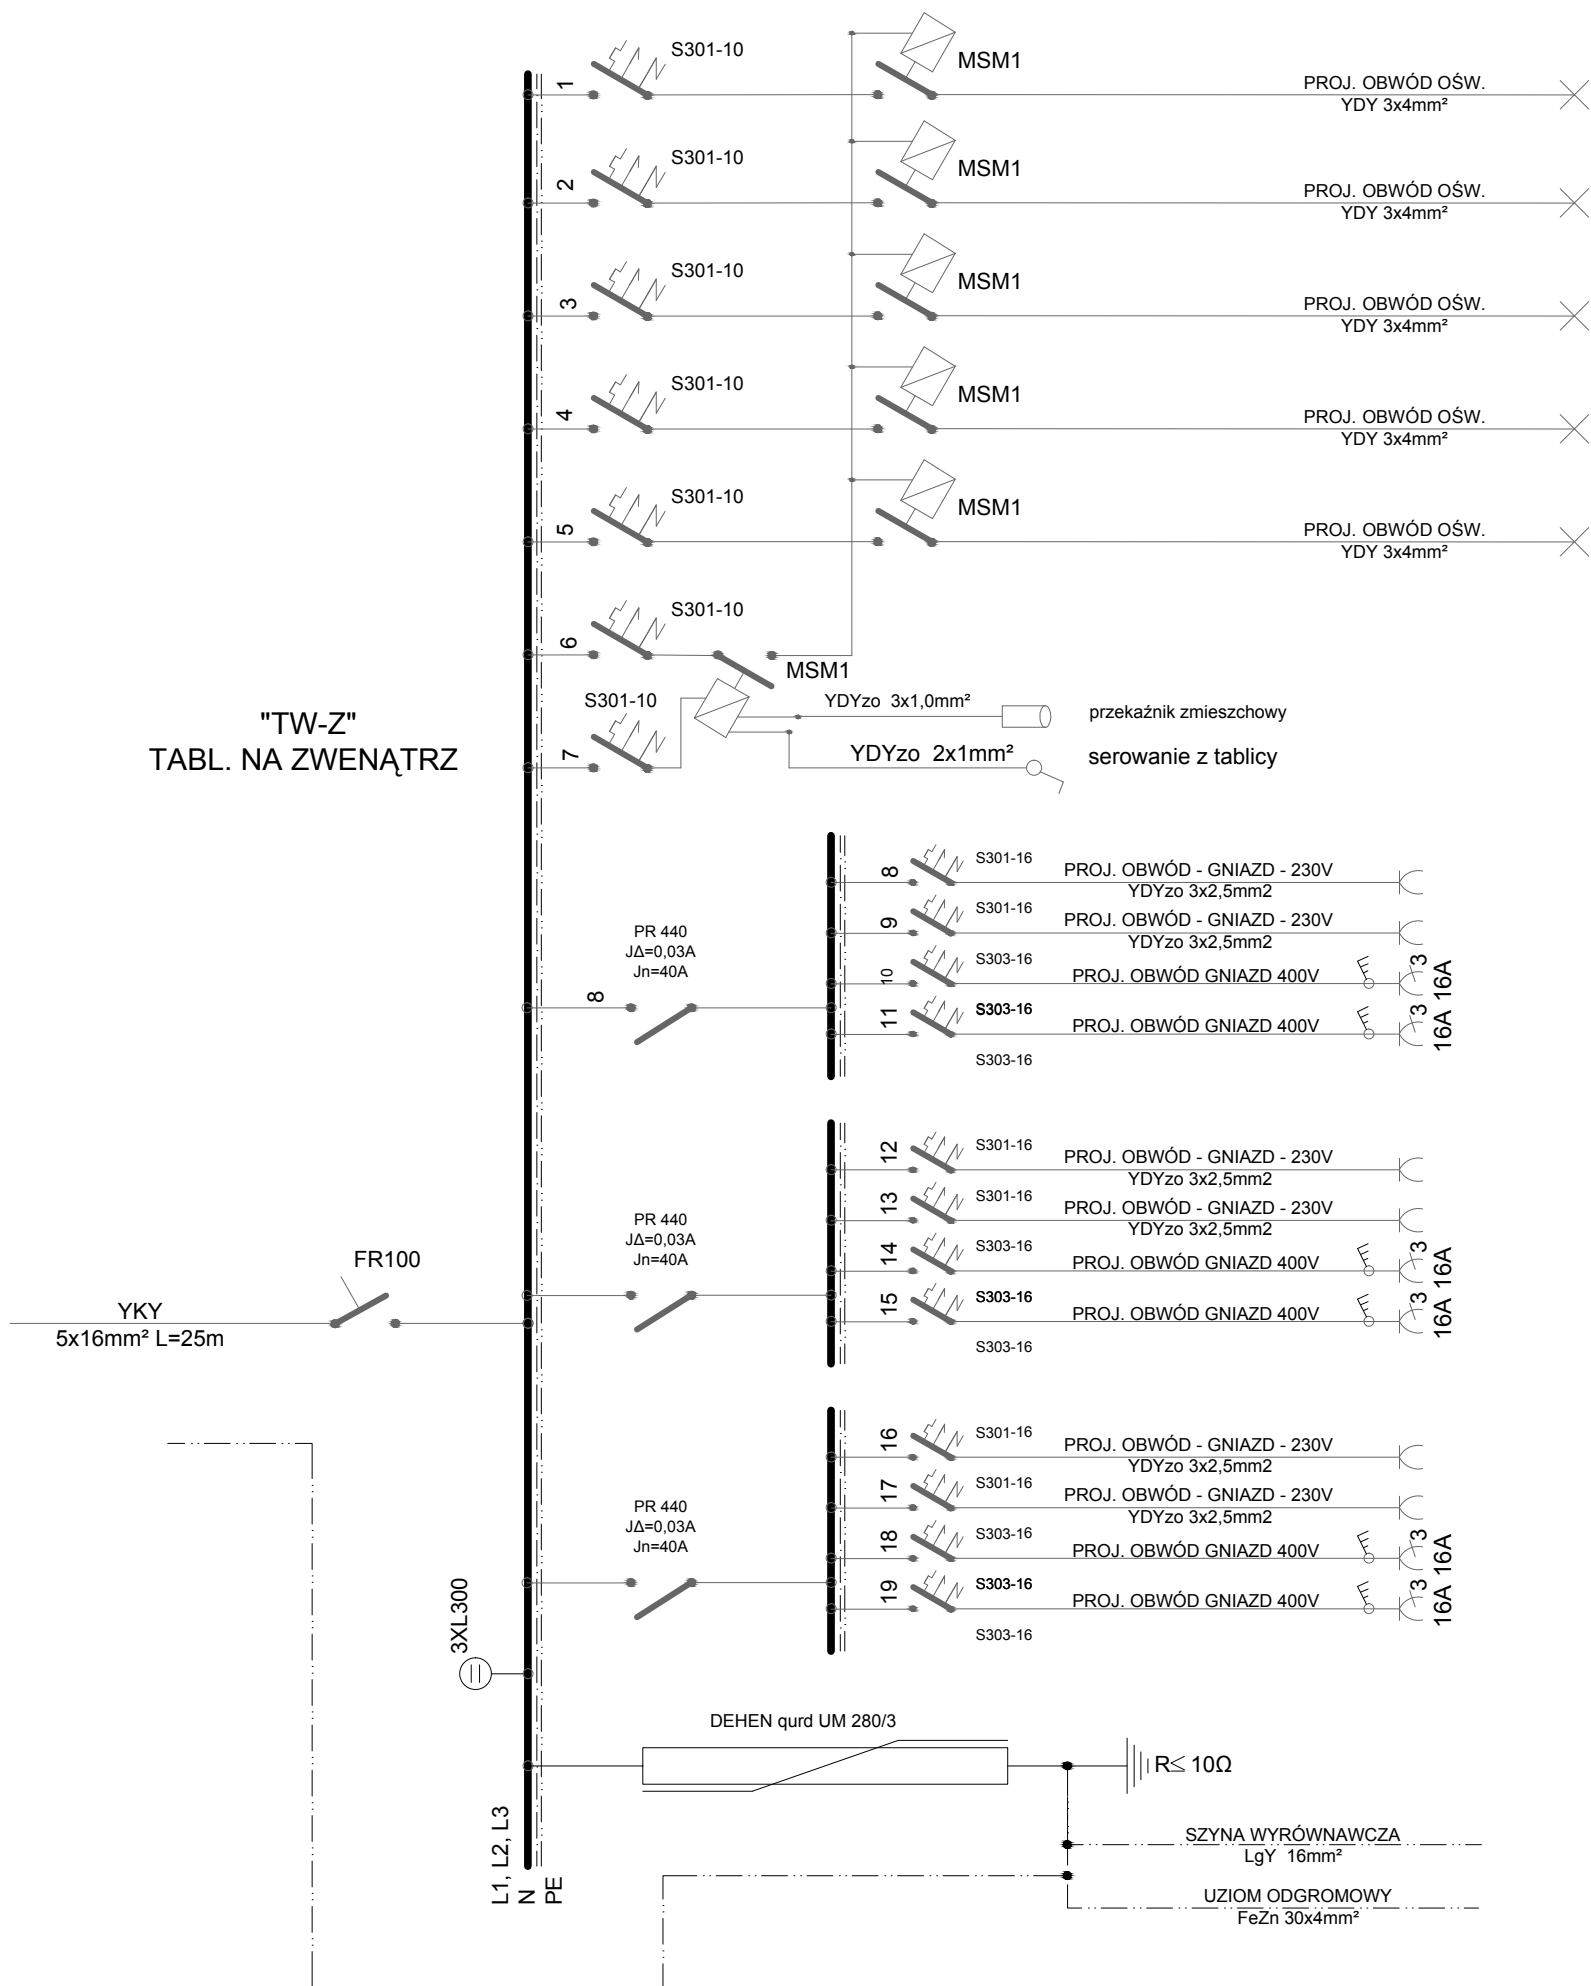 S301-10
MSM1
1
PROJ. OBWÓD OŚW.
YDY 3x4mm²
S301-10
MSM1
2
PROJ. OBWÓD OŚW.
YDY 3x4mm²
S301-10
MSM1
3
PROJ. OBWÓD OŚW.
YDY 3x4mm²
S301-10
MSM1
4
PROJ. OBWÓD OŚW.
YDY 3x4mm²
S301-10
MSM1
5
PROJ. OBWÓD OŚW.
YDY 3x4mm²
S301-10
6
MSM1
S301-10
7
YDYzo 3x1,0mm²
przekaźnik zmieszchowy
YDYzo 2x1mm²
serowanie z tablicy
"TW-Z"
TABL. NA ZWENĄTRZ
PR 440
JΔ=0,03A
Jn=40A
8
8
S301-16
PROJ. OBWÓD - GNIAZD - 230V
YDYzo 3x2,5mm2
9
S301-16
PROJ. OBWÓD - GNIAZD - 230V
YDYzo 3x2,5mm2
10
S303-16
PROJ. OBWÓD GNIAZD 400V
3
16A
11
S303-16
PROJ. OBWÓD GNIAZD 400V
3
16A
S303-16
PR 440
JΔ=0,03A
Jn=40A
12
S301-16
PROJ. OBWÓD - GNIAZD - 230V
YDYzo 3x2,5mm2
13
S301-16
PROJ. OBWÓD - GNIAZD - 230V
YDYzo 3x2,5mm2
14
S303-16
PROJ. OBWÓD GNIAZD 400V
3
16A
15
S303-16
PROJ. OBWÓD GNIAZD 400V
3
16A
S303-16
FR100
YKY
5x16mm² L=25m
PR 440
JΔ=0,03A
Jn=40A
16
S301-16
PROJ. OBWÓD - GNIAZD - 230V
YDYzo 3x2,5mm2
17
S301-16
PROJ. OBWÓD - GNIAZD - 230V
YDYzo 3x2,5mm2
18
S303-16
PROJ. OBWÓD GNIAZD 400V
3
16A
19
S303-16
PROJ. OBWÓD GNIAZD 400V
3
16A
S303-16
3XL300
DEHEN qurd UM 280/3
R≤ 10Ω
L1, L2, L3
N
PE
SZYNA WYRÓWNAWCZA
LgY 16mm²
UZIOM ODGROMOWY
FeZn 30x4mm²